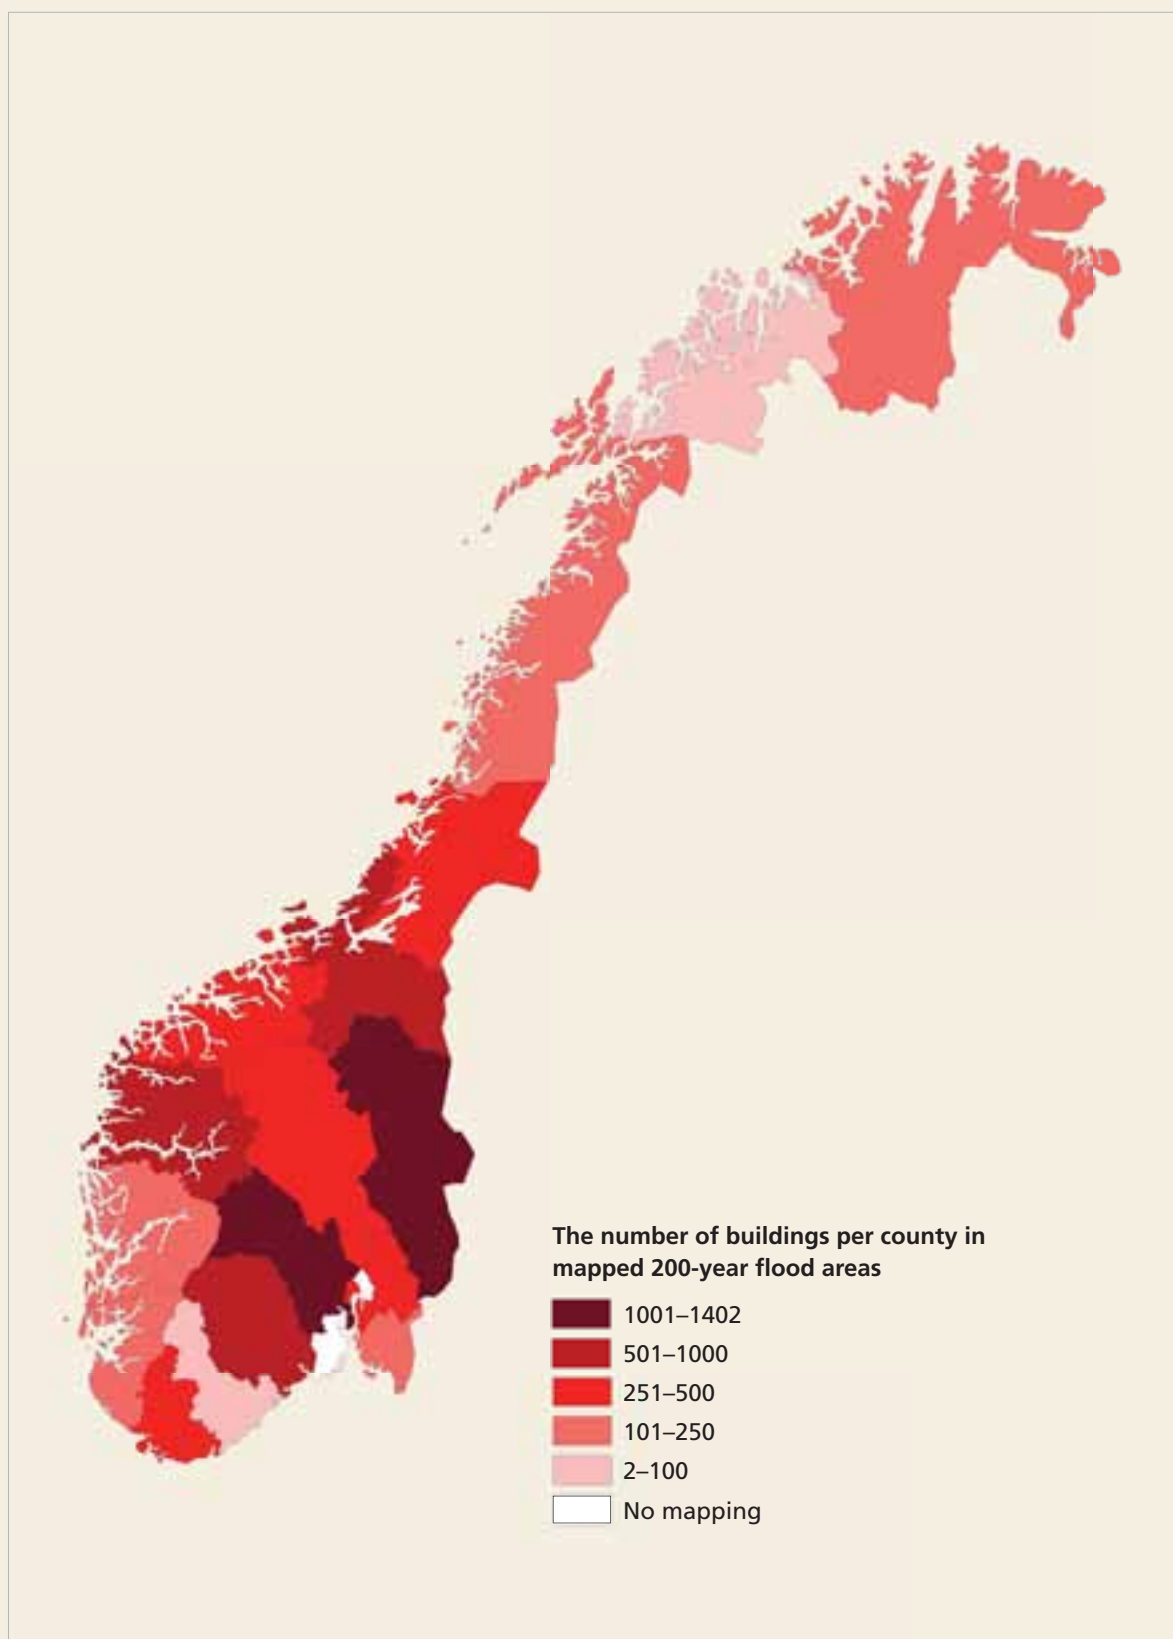 The number of buildings per county in
mapped 200-year flood areas
1001–1402
501–1000
251–500
101–250
2–100
No mapping